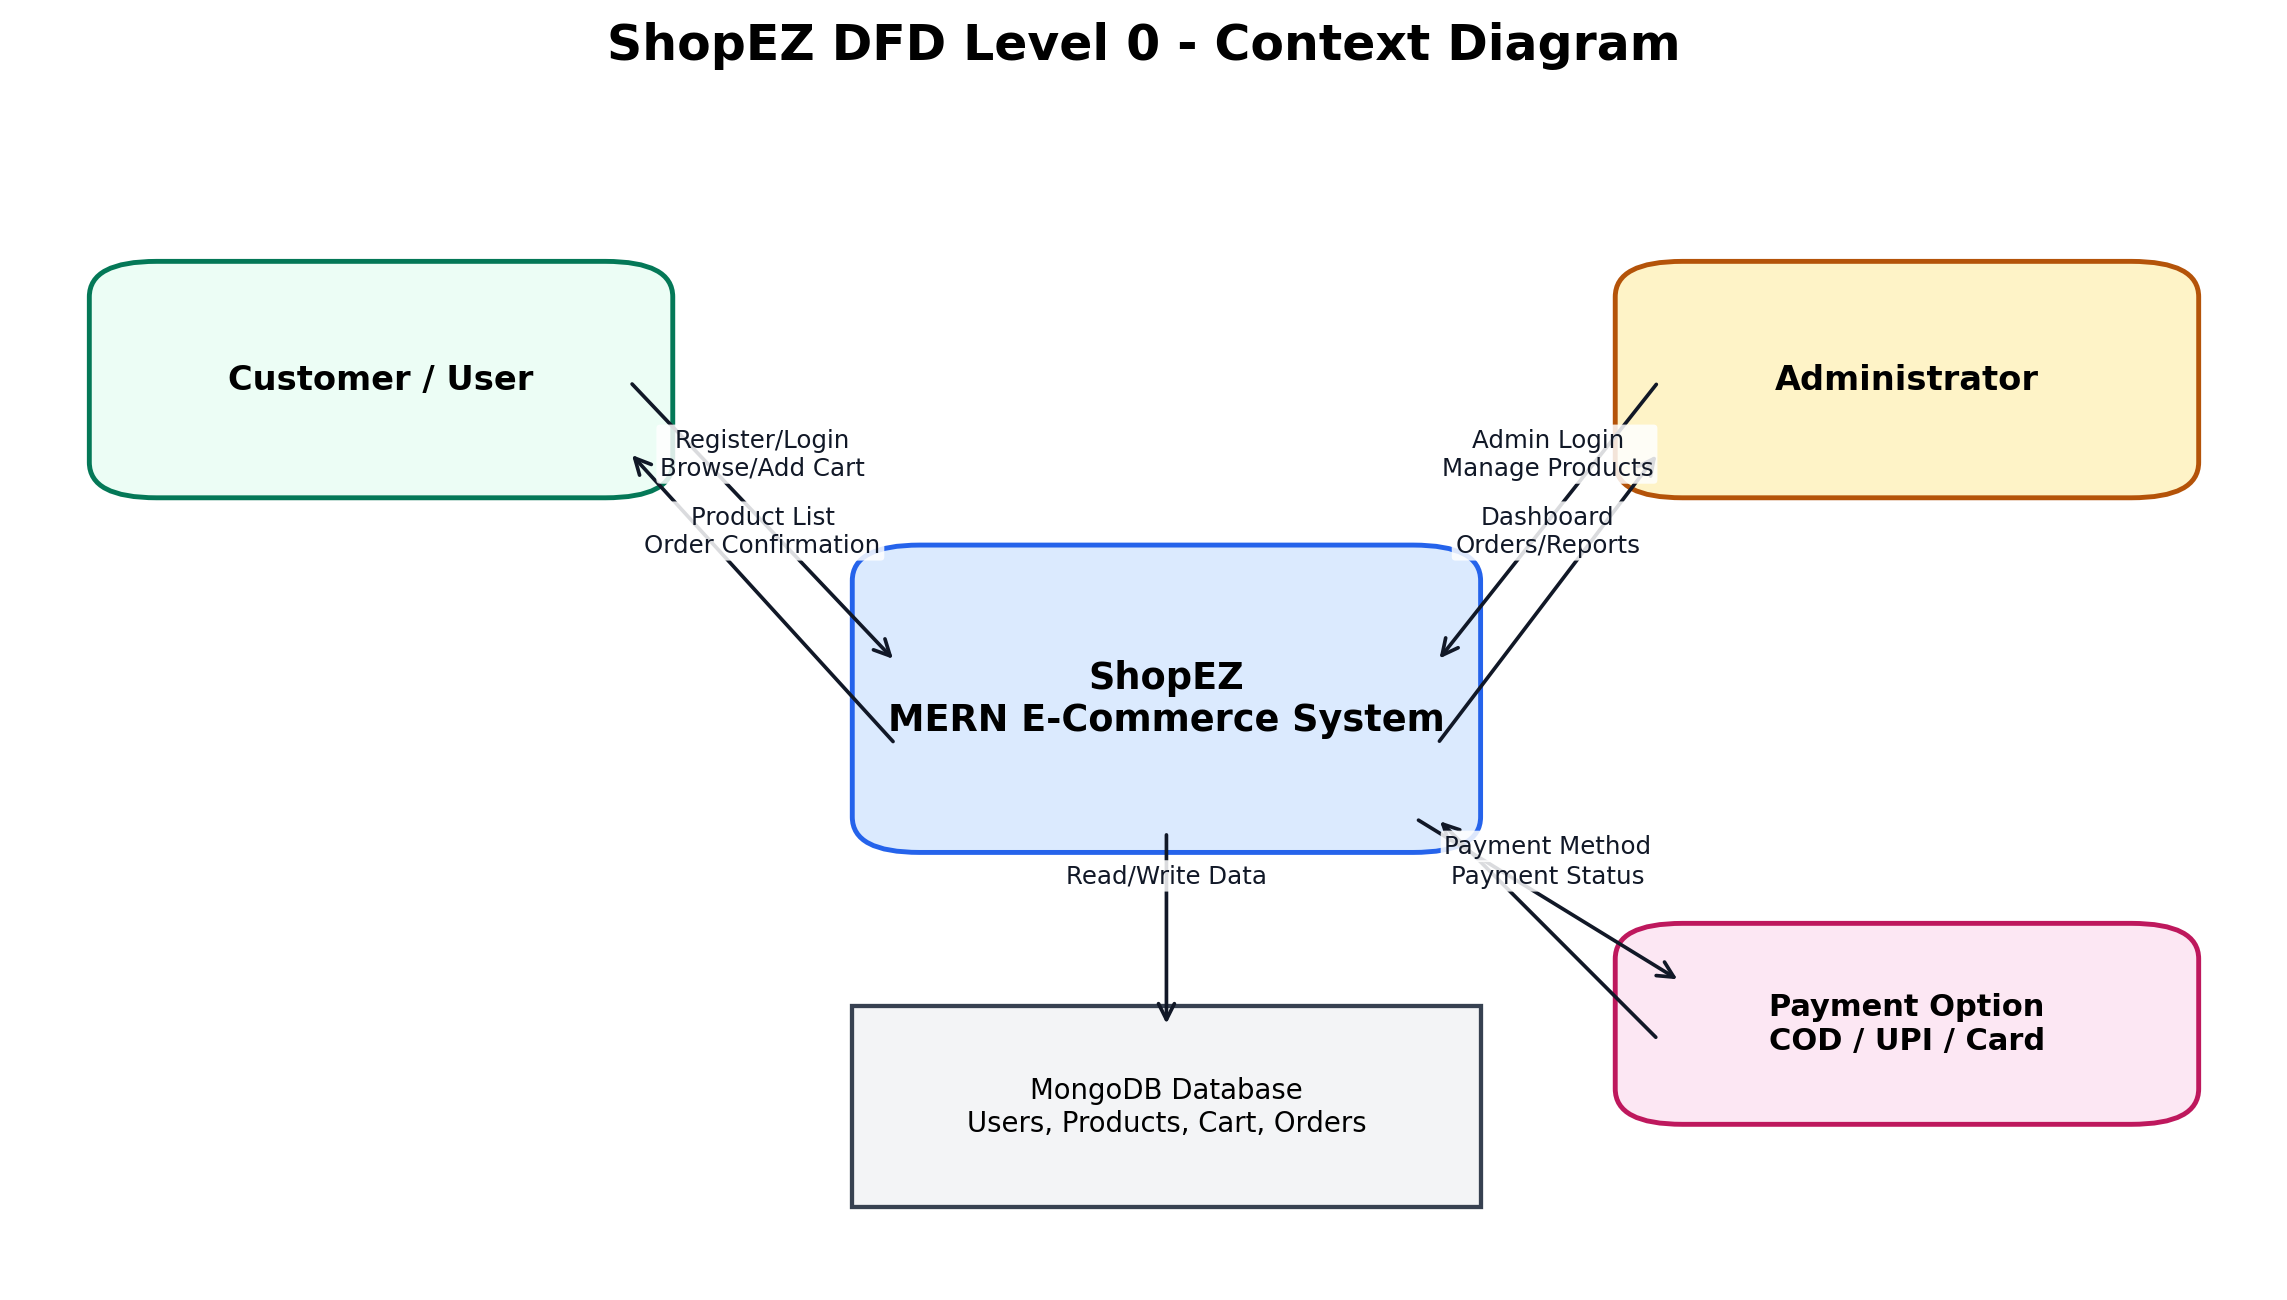 ShopEZ DFD Level 0 - Context Diagram
Customer / User
Administrator
Register/Login
Browse/Add Cart
Admin Login
Manage Products
Product List
Order Confirmation
Dashboard
Orders/Reports
ShopEZ
MERN E-Commerce System
Payment Method
Payment Status
Read/Write Data
Payment Option
COD / UPI / Card
MongoDB Database
Users, Products, Cart, Orders